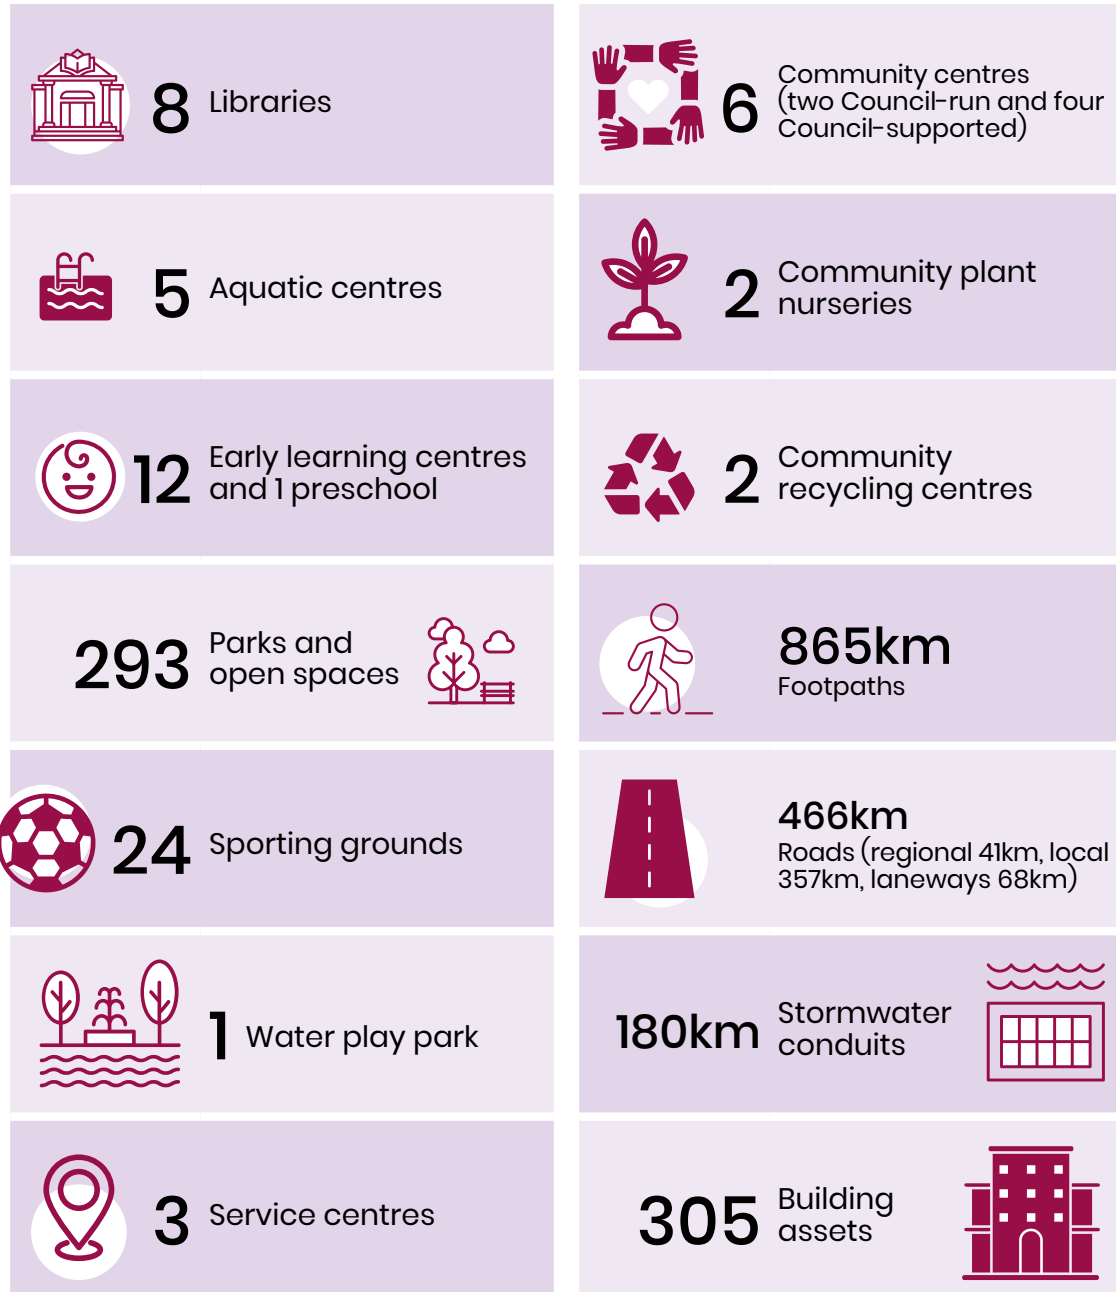 8 Libraries
5 Aquatic centres
12 Early learning centres
and 1 preschool
293 Parks and
open spaces
24 Sporting grounds
1 Water play park
3 Service centres
6 Community centres
(two Council-run and four
Council-supported)
2 Community plant
nurseries
2 Community
recycling centres
865km
Footpaths
466km
Roads (regional 41km, local
357km, laneways 68km)
180km Stormwater
conduits
305 Building
assets